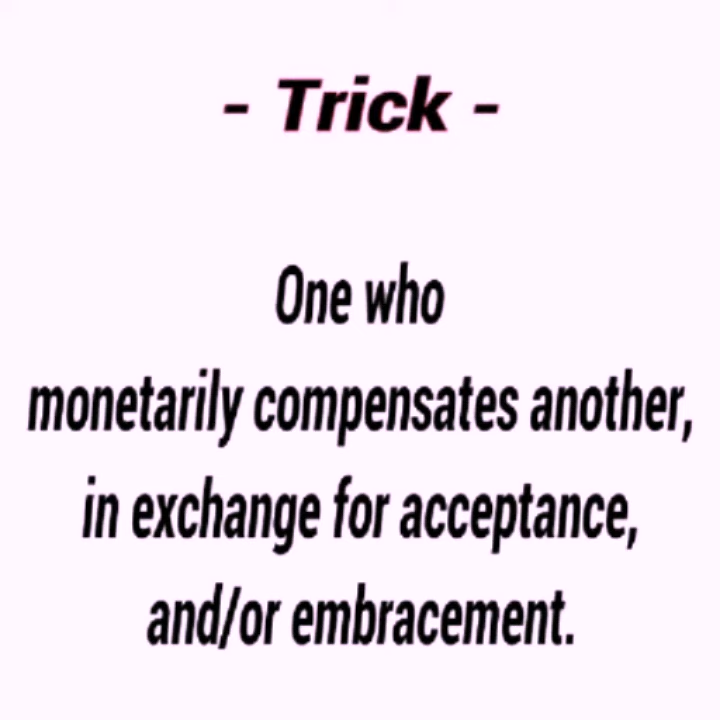 - Trick -
One who
monetarily compensates another,
in exchange for acceptance,
and/or embracement.